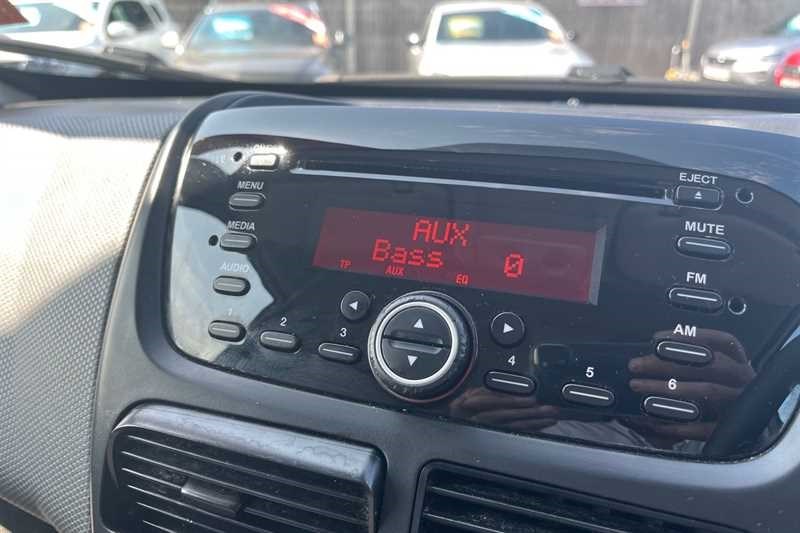 EJECT
MENU
MUTE
MEDIA
AUX
Bass 0
TP AUX EQ
AUDIO
FM
1
2
3
AM
4
5
6